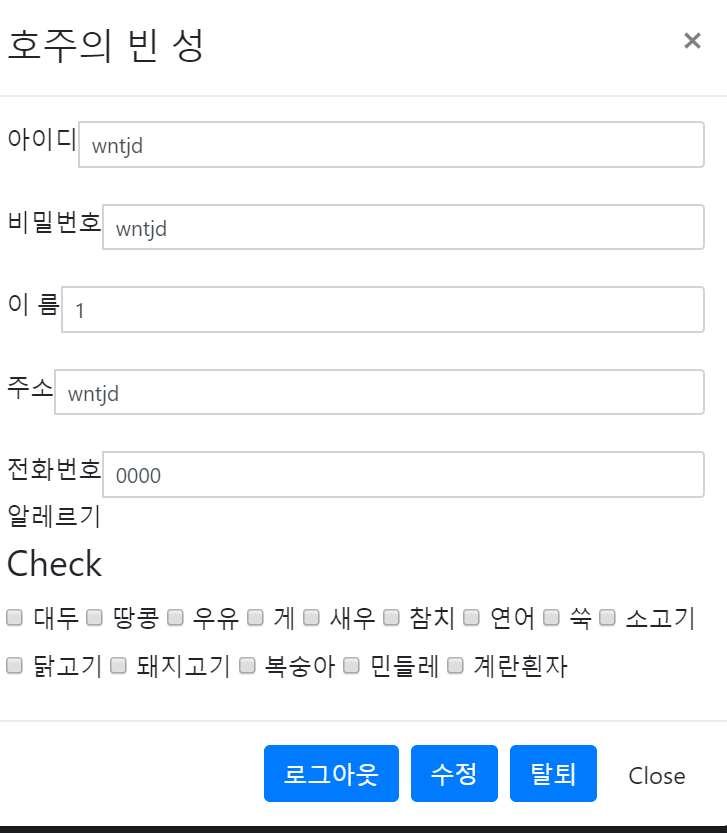 호주의 빈 성 ×
아이디 wntjd
비밀번호 wntjd
이 름 1
주소 wntjd
전화번호 0000
알레르기
Check
대두 땅콩 우유 게 새우 참치 연어 쑥 소고기
닭고기 돼지고기 복숭아 민들레 계란흰자
로그아웃 수정 탈퇴 Close